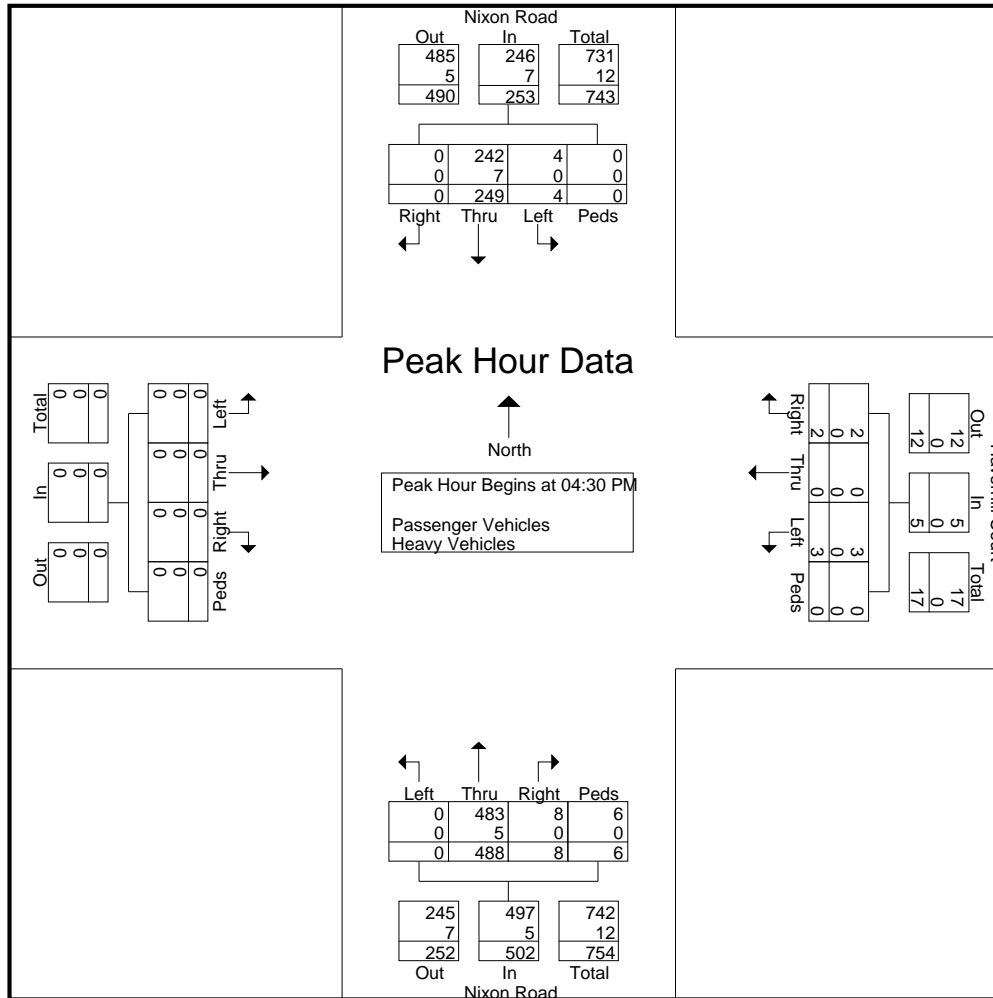 Nixon Road
Out In Total
485 246 731
5 7 12
490 253 743
0 242 4 0
0 7 0 0
0 249 4 0
Right Thru Left Peds
Peak Hour Data
North
Peak Hour Begins at 04:30 PM
Passenger Vehicles
Heavy Vehicles
Left Thru Right Peds
0 0 0 0
0 0 0 0
0 0 0 0
Total In Out
0 0 0
0 0 0
0 0 0
Out In Total
12 5 17
0 0 0
12 5 17
2 0 3 0
0 0 0 0
2 0 3 0
Right Thru Left Peds
Left Thru Right Peds
0 483 8 6
0 5 0 0
0 488 8 6
245 497 742
7 5 12
252 502 754
Out In Total
Nixon Road